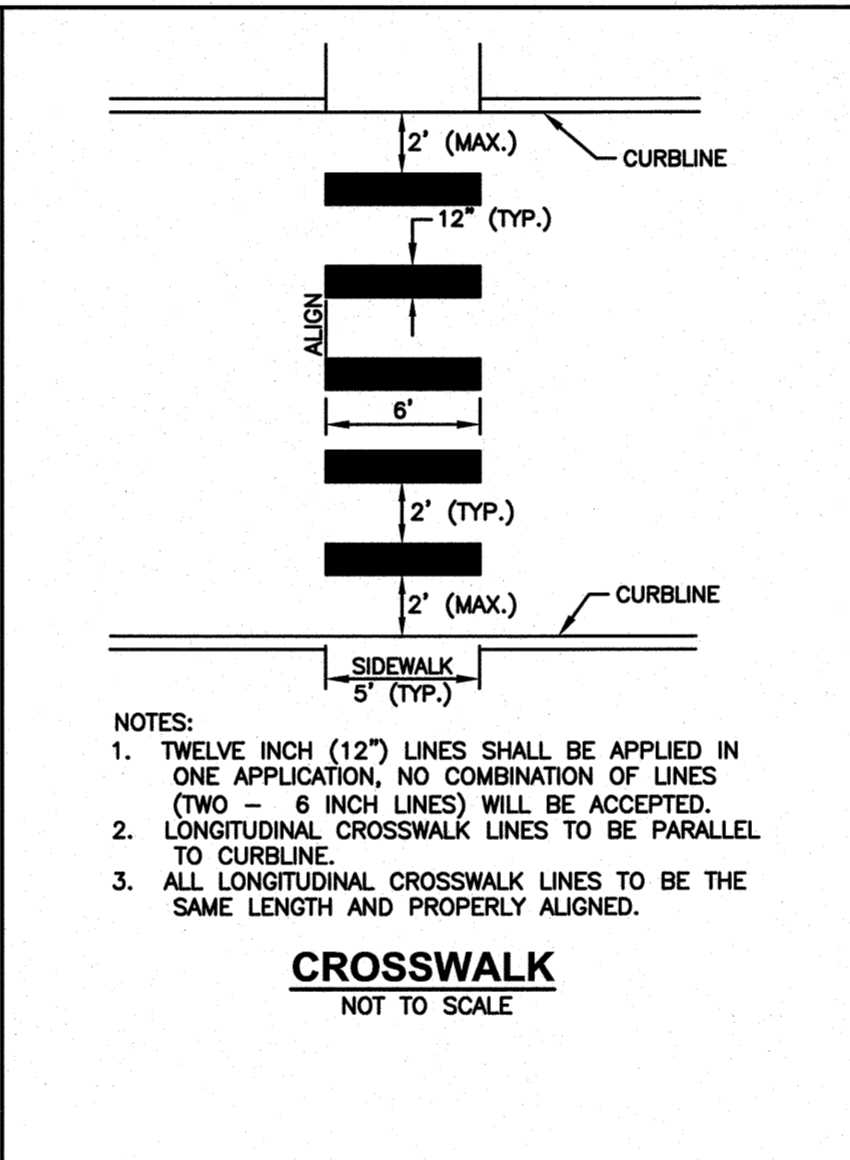 2' (MAX.)
CURBLINE
12" (TYP.)
ALIGN
6'
2' (TYP.)
2' (MAX.)
CURBLINE
SIDEWALK
5' (TYP.)
NOTES:
1. TWELVE INCH (12") LINES SHALL BE APPLIED IN
ONE APPLICATION, NO COMBINATION OF LINES
(TWO – 6 INCH LINES) WILL BE ACCEPTED.
2. LONGITUDINAL CROSSWALK LINES TO BE PARALLEL
TO CURBLINE.
3. ALL LONGITUDINAL CROSSWALK LINES TO BE THE
SAME LENGTH AND PROPERLY ALIGNED.
CROSSWALK
NOT TO SCALE